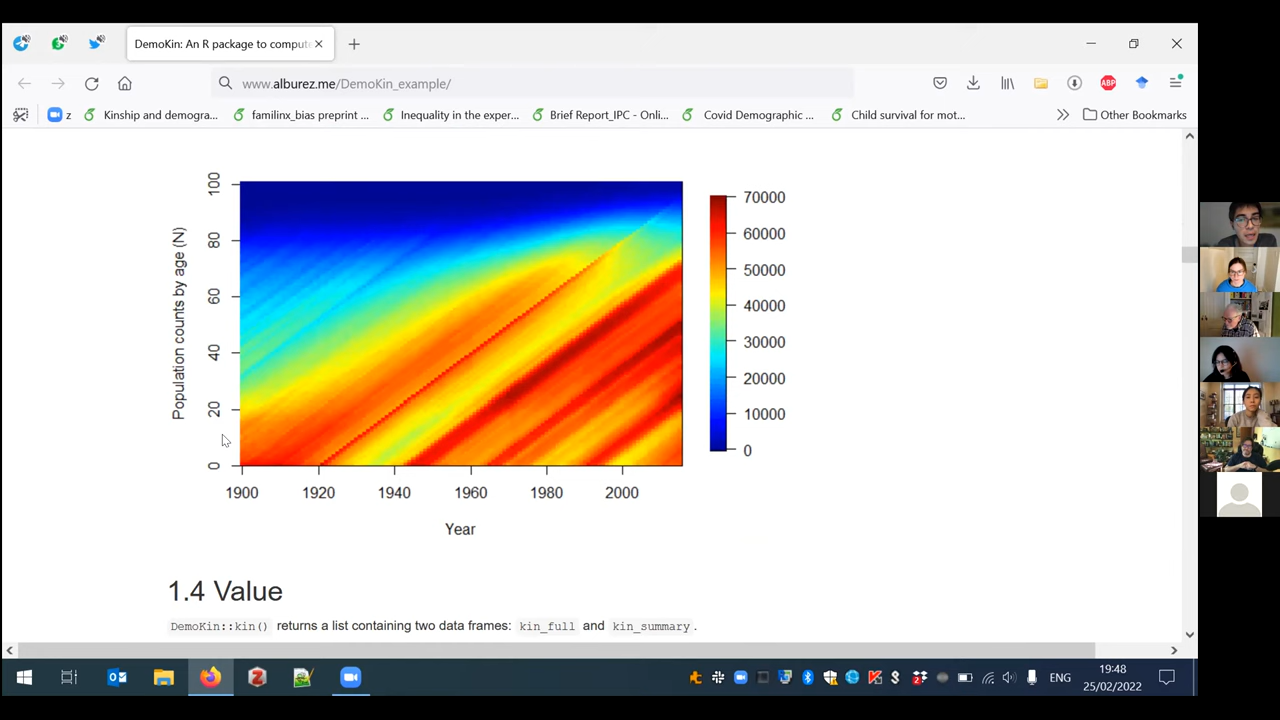 DemoKin: An R package to compute
www.alburez.me/DemoKin_example/
ABP
z
Kinship and demogra...
familinx_bias preprint ...
Inequality in the exper...
Brief Report_IPC - Onli...
Covid Demographic ...
Child survival for mot...
Other Bookmarks
Population counts by age (N)
100
80
60
40
20
0
1900 1920 1940 1960 1980 2000
Year
70000
60000
50000
40000
30000
20000
10000
0
1.4 Value
DemoKin::kin() returns a list containing two data frames: kin_full and kin_summary.
ENG
19:48
25/02/2022